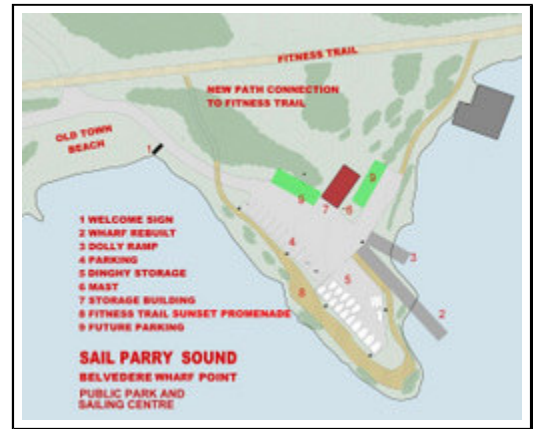 FITNESS TRAIL
NEW PATH CONNECTION
TO FITNESS TRAIL
OLD TOWN
BEACH
1
9
9
7
6
4
3
5
8
2
1 WELCOME SIGN
2 WHARF REBUILT
3 DOLLY RAMP
4 PARKING
5 DINGHY STORAGE
6 MAST
7 STORAGE BUILDING
8 FITNESS TRAIL SUNSET PROMENADE
9 FUTURE PARKING
SAIL PARRY SOUND
BELVEDERE WHARF POINT
PUBLIC PARK AND
SAILING CENTRE